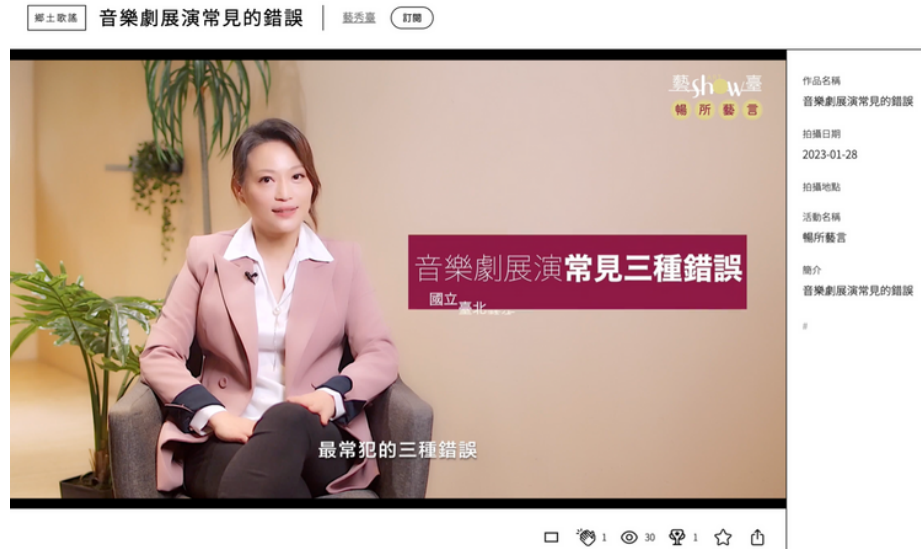 鄉土歌謠
音樂劇展演常見的錯誤
藝秀臺
訂閱
藝show臺
暢所藝言
音樂劇展演常見三種錯誤
國立臺北
最常犯的三種錯誤
作品名稱
音樂劇展演常見的錯誤
拍攝日期
2023-01-28
拍攝地點
活動名稱
暢所藝言
簡介
音樂劇展演常見的錯誤
#
1
30
1